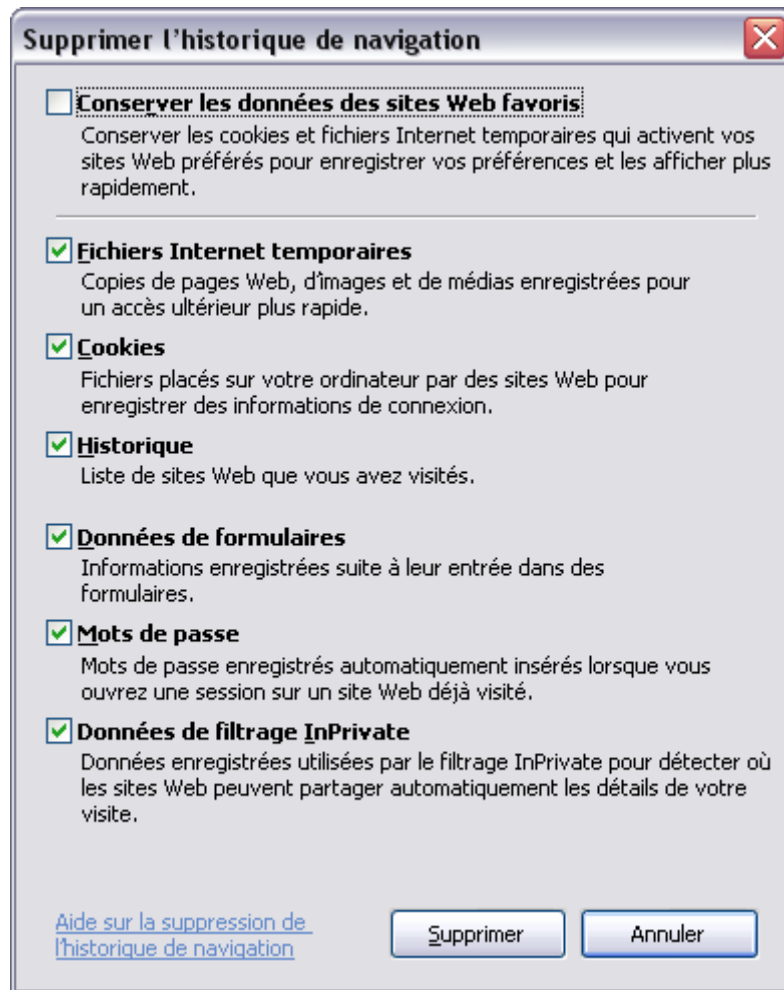 Supprimer l'historique de navigation
Conserver les données des sites Web favoris
Conserver les cookies et fichiers Internet temporaires qui activent vos
sites Web préférés pour enregistrer vos préférences et les afficher plus
rapidement.
Fichiers Internet temporaires
Copies de pages Web, d'images et de médias enregistrées pour
un accès ultérieur plus rapide.
Cookies
Fichiers placés sur votre ordinateur par des sites Web pour
enregistrer des informations de connexion.
Historique
Liste de sites Web que vous avez visités.
Données de formulaires
Informations enregistrées suite à leur entrée dans des
formulaires.
Mots de passe
Mots de passe enregistrés automatiquement insérés lorsque vous
ouvrez une session sur un site Web déjà visité.
Données de filtrage InPrivate
Données enregistrées utilisées par le filtrage InPrivate pour détecter où
les sites Web peuvent partager automatiquement les détails de votre
visite.
Aide sur la suppression de
l'historique de navigation
Supprimer
Annuler